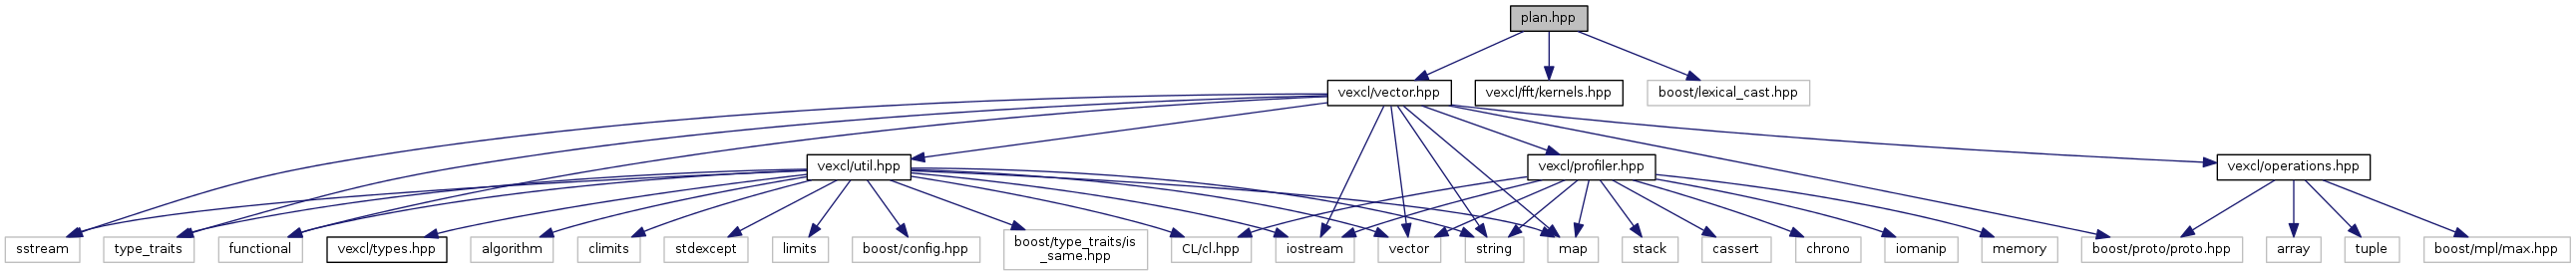 plan.hpp
vexcl/vector.hpp
vexcl/fft/kernels.hpp
boost/lexical_cast.hpp
vexcl/util.hpp
vexcl/profiler.hpp
vexcl/operations.hpp
sstream
type_traits
functional
vexcl/types.hpp
algorithm
climits
stdexcept
limits
boost/config.hpp
boost/type_traits/is
_same.hpp
CL/cl.hpp
iostream
vector
string
map
stack
cassert
chrono
iomanip
memory
boost/proto/proto.hpp
array
tuple
boost/mpl/max.hpp